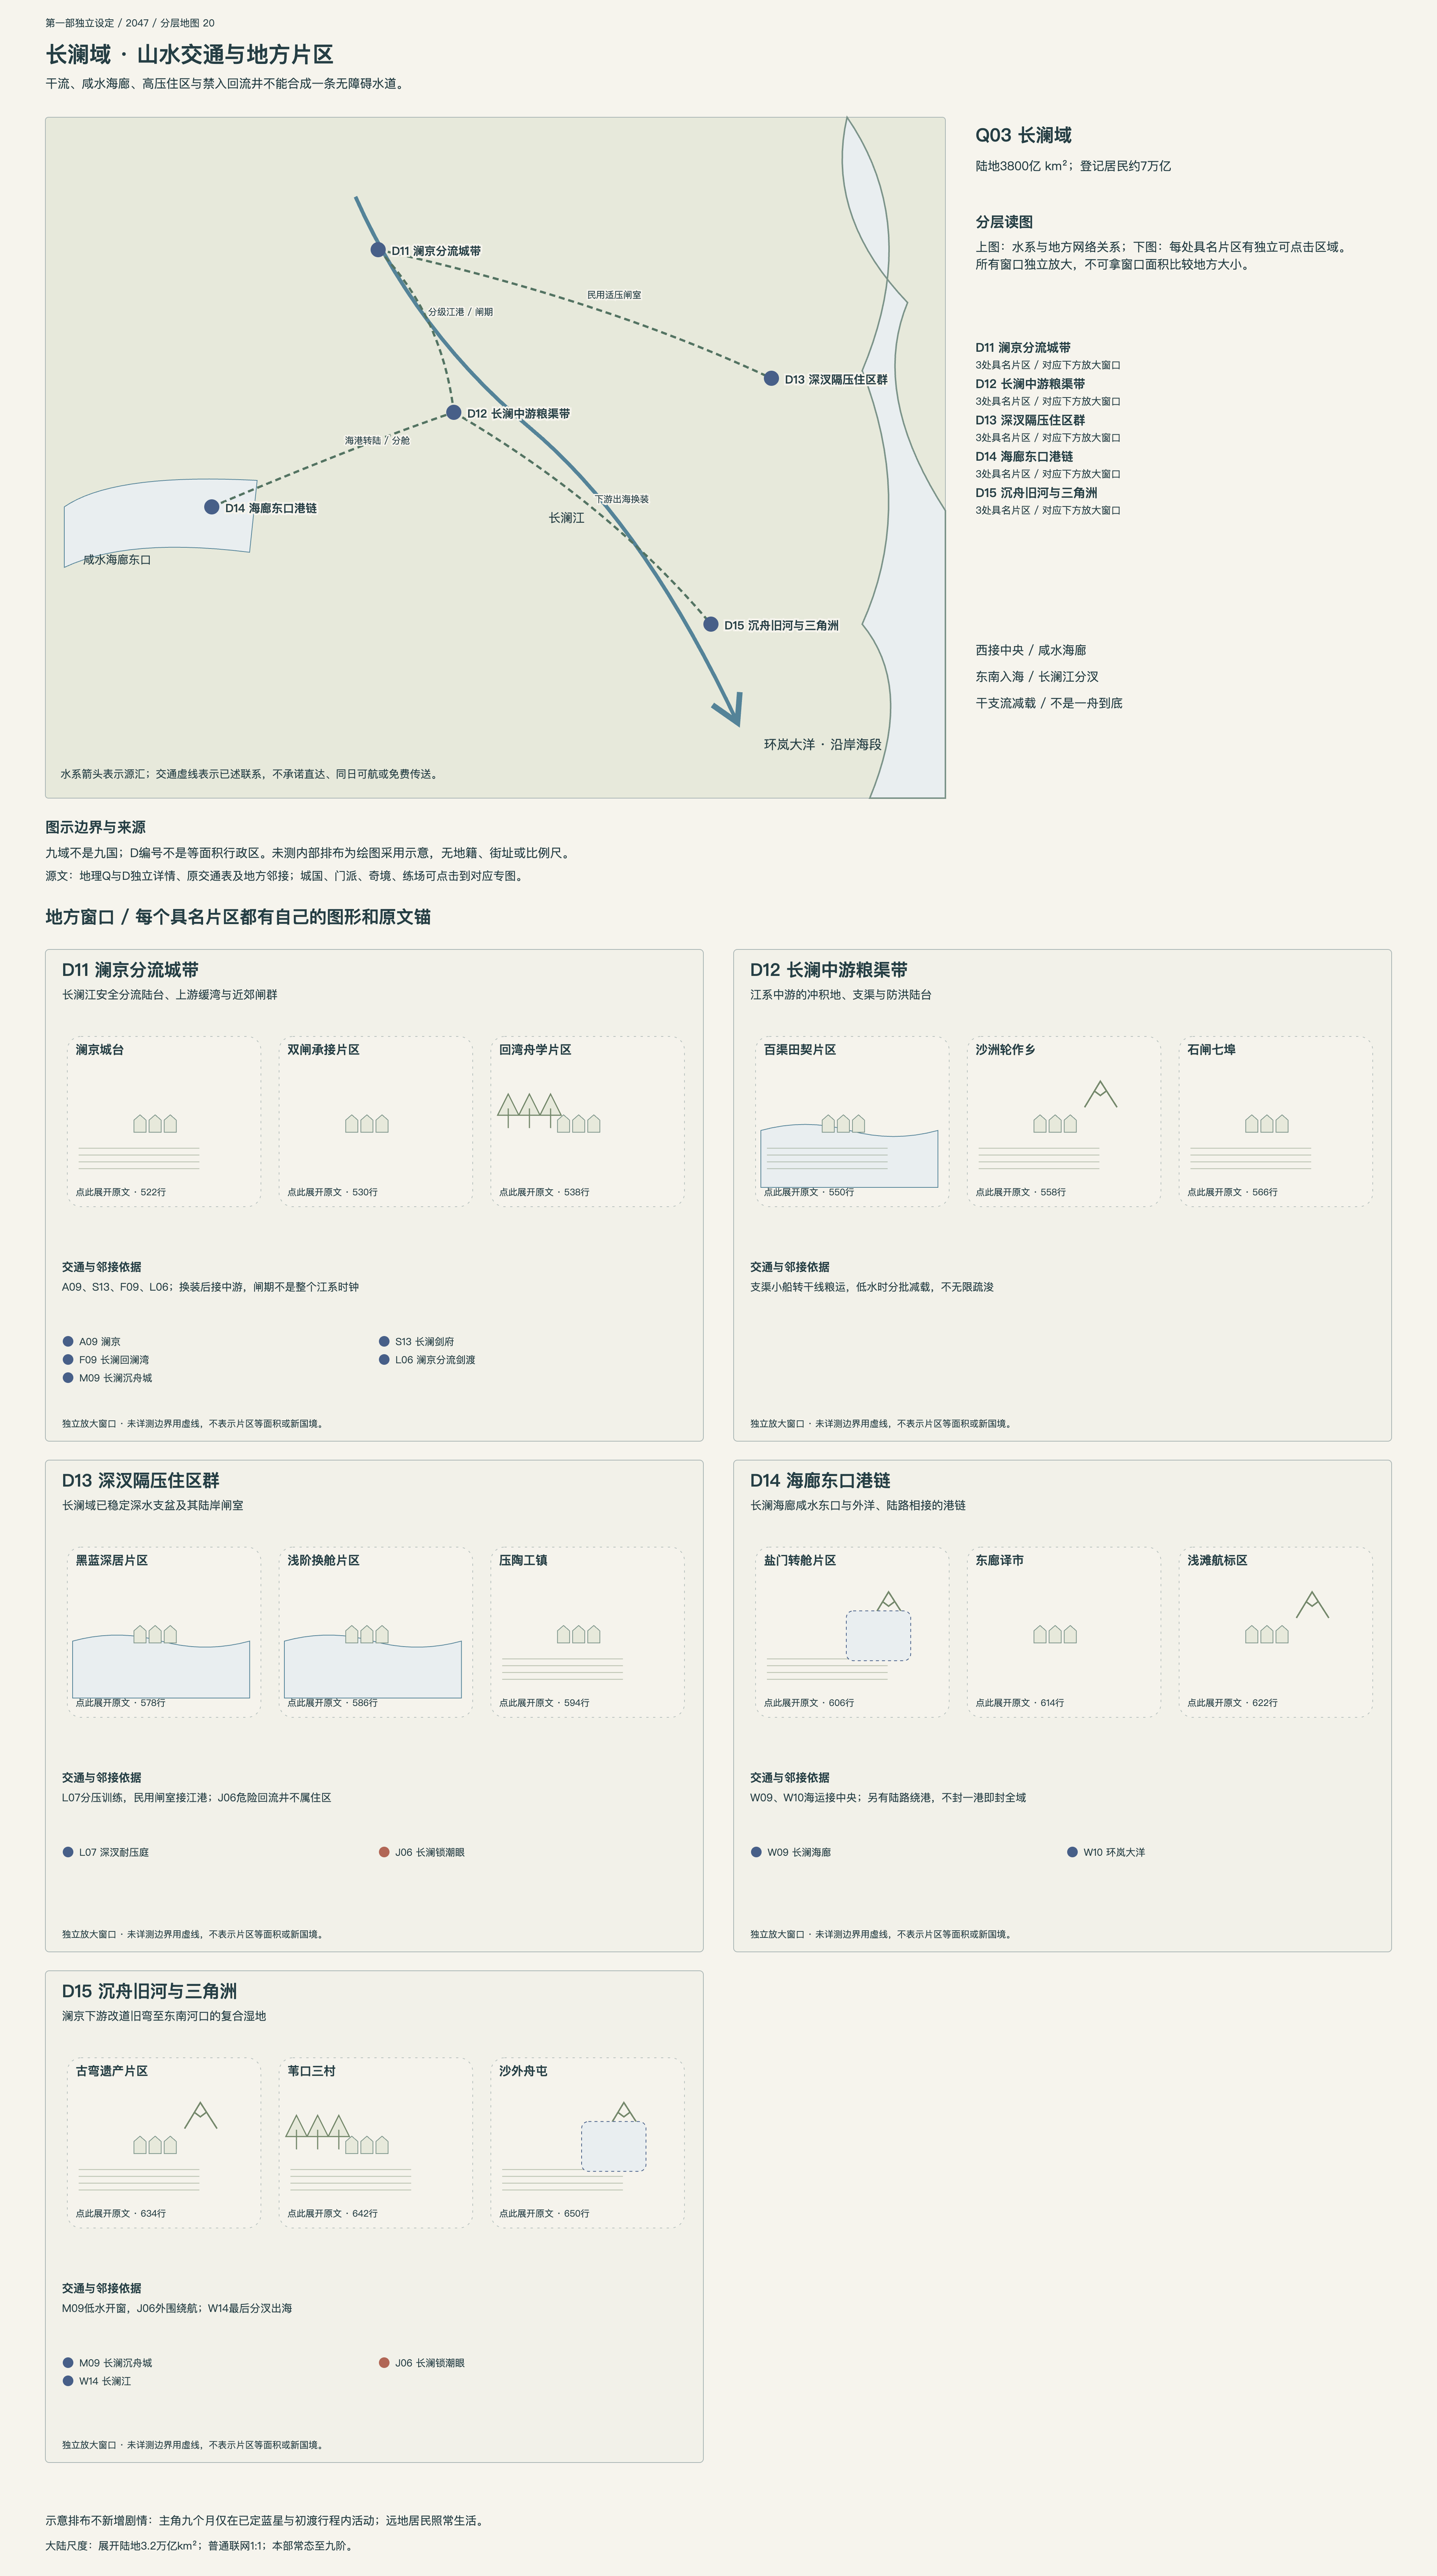 第一部独立设定 / 2047 / 分层地图 20
长澜域 · 山水交通与地方片区
干流、咸水海廊、高压住区与禁入回流井不能合成一条无障碍水道。
D11 澜京分流城带
民用适压闸室
分级江港 / 闸期
D13 深汊隔压住区群
D12 长澜中游粮渠带
海港转陆 / 分舱
下游出海换装
D14 海廊东口港链
长澜江
咸水海廊东口
D15 沉舟旧河与三角洲
环岚大洋 · 沿岸海段
水系箭头表示源汇；交通虚线表示已述联系，不承诺直达、同日可航或免费传送。
Q03 长澜域
陆地3800亿 km²；登记居民约7万亿
分层读图
上图：水系与地方网络关系；下图：每处具名片区有独立可点击区域。
所有窗口独立放大，不可拿窗口面积比较地方大小。
D11 澜京分流城带
3处具名片区 / 对应下方放大窗口
D12 长澜中游粮渠带
3处具名片区 / 对应下方放大窗口
D13 深汊隔压住区群
3处具名片区 / 对应下方放大窗口
D14 海廊东口港链
3处具名片区 / 对应下方放大窗口
D15 沉舟旧河与三角洲
3处具名片区 / 对应下方放大窗口
西接中央 / 咸水海廊
东南入海 / 长澜江分汊
干支流减载 / 不是一舟到底
图示边界与来源
九域不是九国；D编号不是等面积行政区。未测内部排布为绘图采用示意，无地籍、街址或比例尺。
源文：地理Q与D独立详情、原交通表及地方邻接；城国、门派、奇境、练场可点击到对应专图。
地方窗口 / 每个具名片区都有自己的图形和原文锚
D11 澜京分流城带
长澜江安全分流陆台、上游缓湾与近郊闸群
澜京城台
双闸承接片区
回湾舟学片区
点此展开原文 · 522行
点此展开原文 · 530行
点此展开原文 · 538行
交通与邻接依据
A09、S13、F09、L06；换装后接中游，闸期不是整个江系时钟
A09 澜京
S13 长澜剑府
F09 长澜回澜湾
L06 澜京分流剑渡
M09 长澜沉舟城
独立放大窗口 · 未详测边界用虚线，不表示片区等面积或新国境。
D12 长澜中游粮渠带
江系中游的冲积地、支渠与防洪陆台
百渠田契片区
沙洲轮作乡
石闸七埠
点此展开原文 · 550行
点此展开原文 · 558行
点此展开原文 · 566行
交通与邻接依据
支渠小船转干线粮运，低水时分批减载，不无限疏浚
独立放大窗口 · 未详测边界用虚线，不表示片区等面积或新国境。
D13 深汊隔压住区群
长澜域已稳定深水支盆及其陆岸闸室
黑蓝深居片区
浅阶换舱片区
压陶工镇
点此展开原文 · 578行
点此展开原文 · 586行
点此展开原文 · 594行
交通与邻接依据
L07分压训练，民用闸室接江港；J06危险回流井不属住区
L07 深汊耐压庭
J06 长澜锁潮眼
独立放大窗口 · 未详测边界用虚线，不表示片区等面积或新国境。
D14 海廊东口港链
长澜海廊咸水东口与外洋、陆路相接的港链
盐门转舱片区
东廊译市
浅滩航标区
点此展开原文 · 606行
点此展开原文 · 614行
点此展开原文 · 622行
交通与邻接依据
W09、W10海运接中央；另有陆路绕港，不封一港即封全域
W09 长澜海廊
W10 环岚大洋
独立放大窗口 · 未详测边界用虚线，不表示片区等面积或新国境。
D15 沉舟旧河与三角洲
澜京下游改道旧弯至东南河口的复合湿地
古弯遗产片区
苇口三村
沙外舟屯
点此展开原文 · 634行
点此展开原文 · 642行
点此展开原文 · 650行
交通与邻接依据
M09低水开窗，J06外围绕航；W14最后分汊出海
M09 长澜沉舟城
J06 长澜锁潮眼
W14 长澜江
独立放大窗口 · 未详测边界用虚线，不表示片区等面积或新国境。
示意排布不新增剧情：主角九个月仅在已定蓝星与初渡行程内活动；远地居民照常生活。
大陆尺度：展开陆地3.2万亿km²；普通联网1:1；本部常态至九阶。